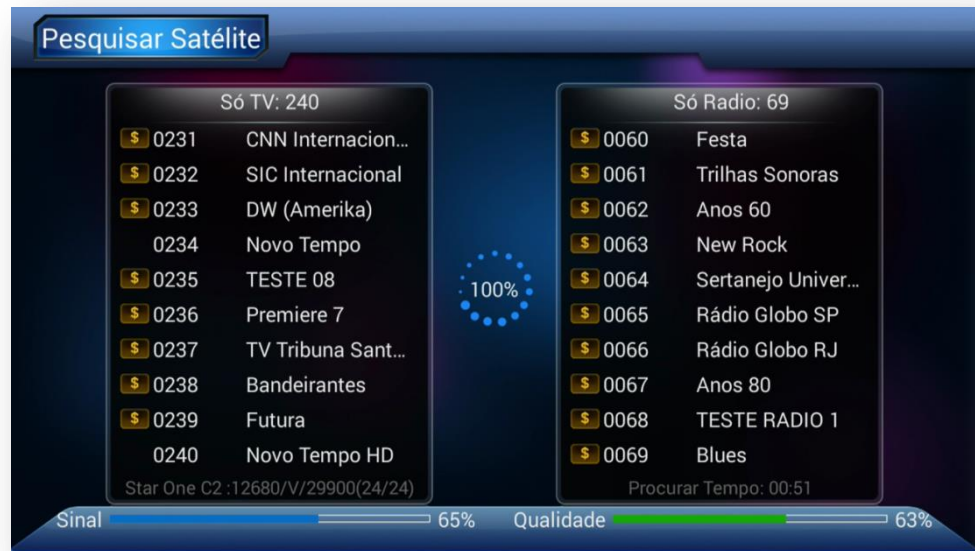 Pesquisar Satélite
Só TV: 240
$ 0231 CNN Internacion...
$ 0232 SIC Internacional
$ 0233 DW (Amerika)
0234 Novo Tempo
$ 0235 TESTE 08
$ 0236 Premiere 7
$ 0237 TV Tribuna Sant...
$ 0238 Bandeirantes
$ 0239 Futura
0240 Novo Tempo HD
Star One C2 :12680/V/29900(24/24)
100%
Só Radio: 69
$ 0060 Festa
$ 0061 Trilhas Sonoras
$ 0062 Anos 60
$ 0063 New Rock
$ 0064 Sertanejo Univer...
$ 0065 Rádio Globo SP
$ 0066 Rádio Globo RJ
$ 0067 Anos 80
$ 0068 TESTE RADIO 1
$ 0069 Blues
Procurar Tempo: 00:51
Sinal 65% Qualidade 63%